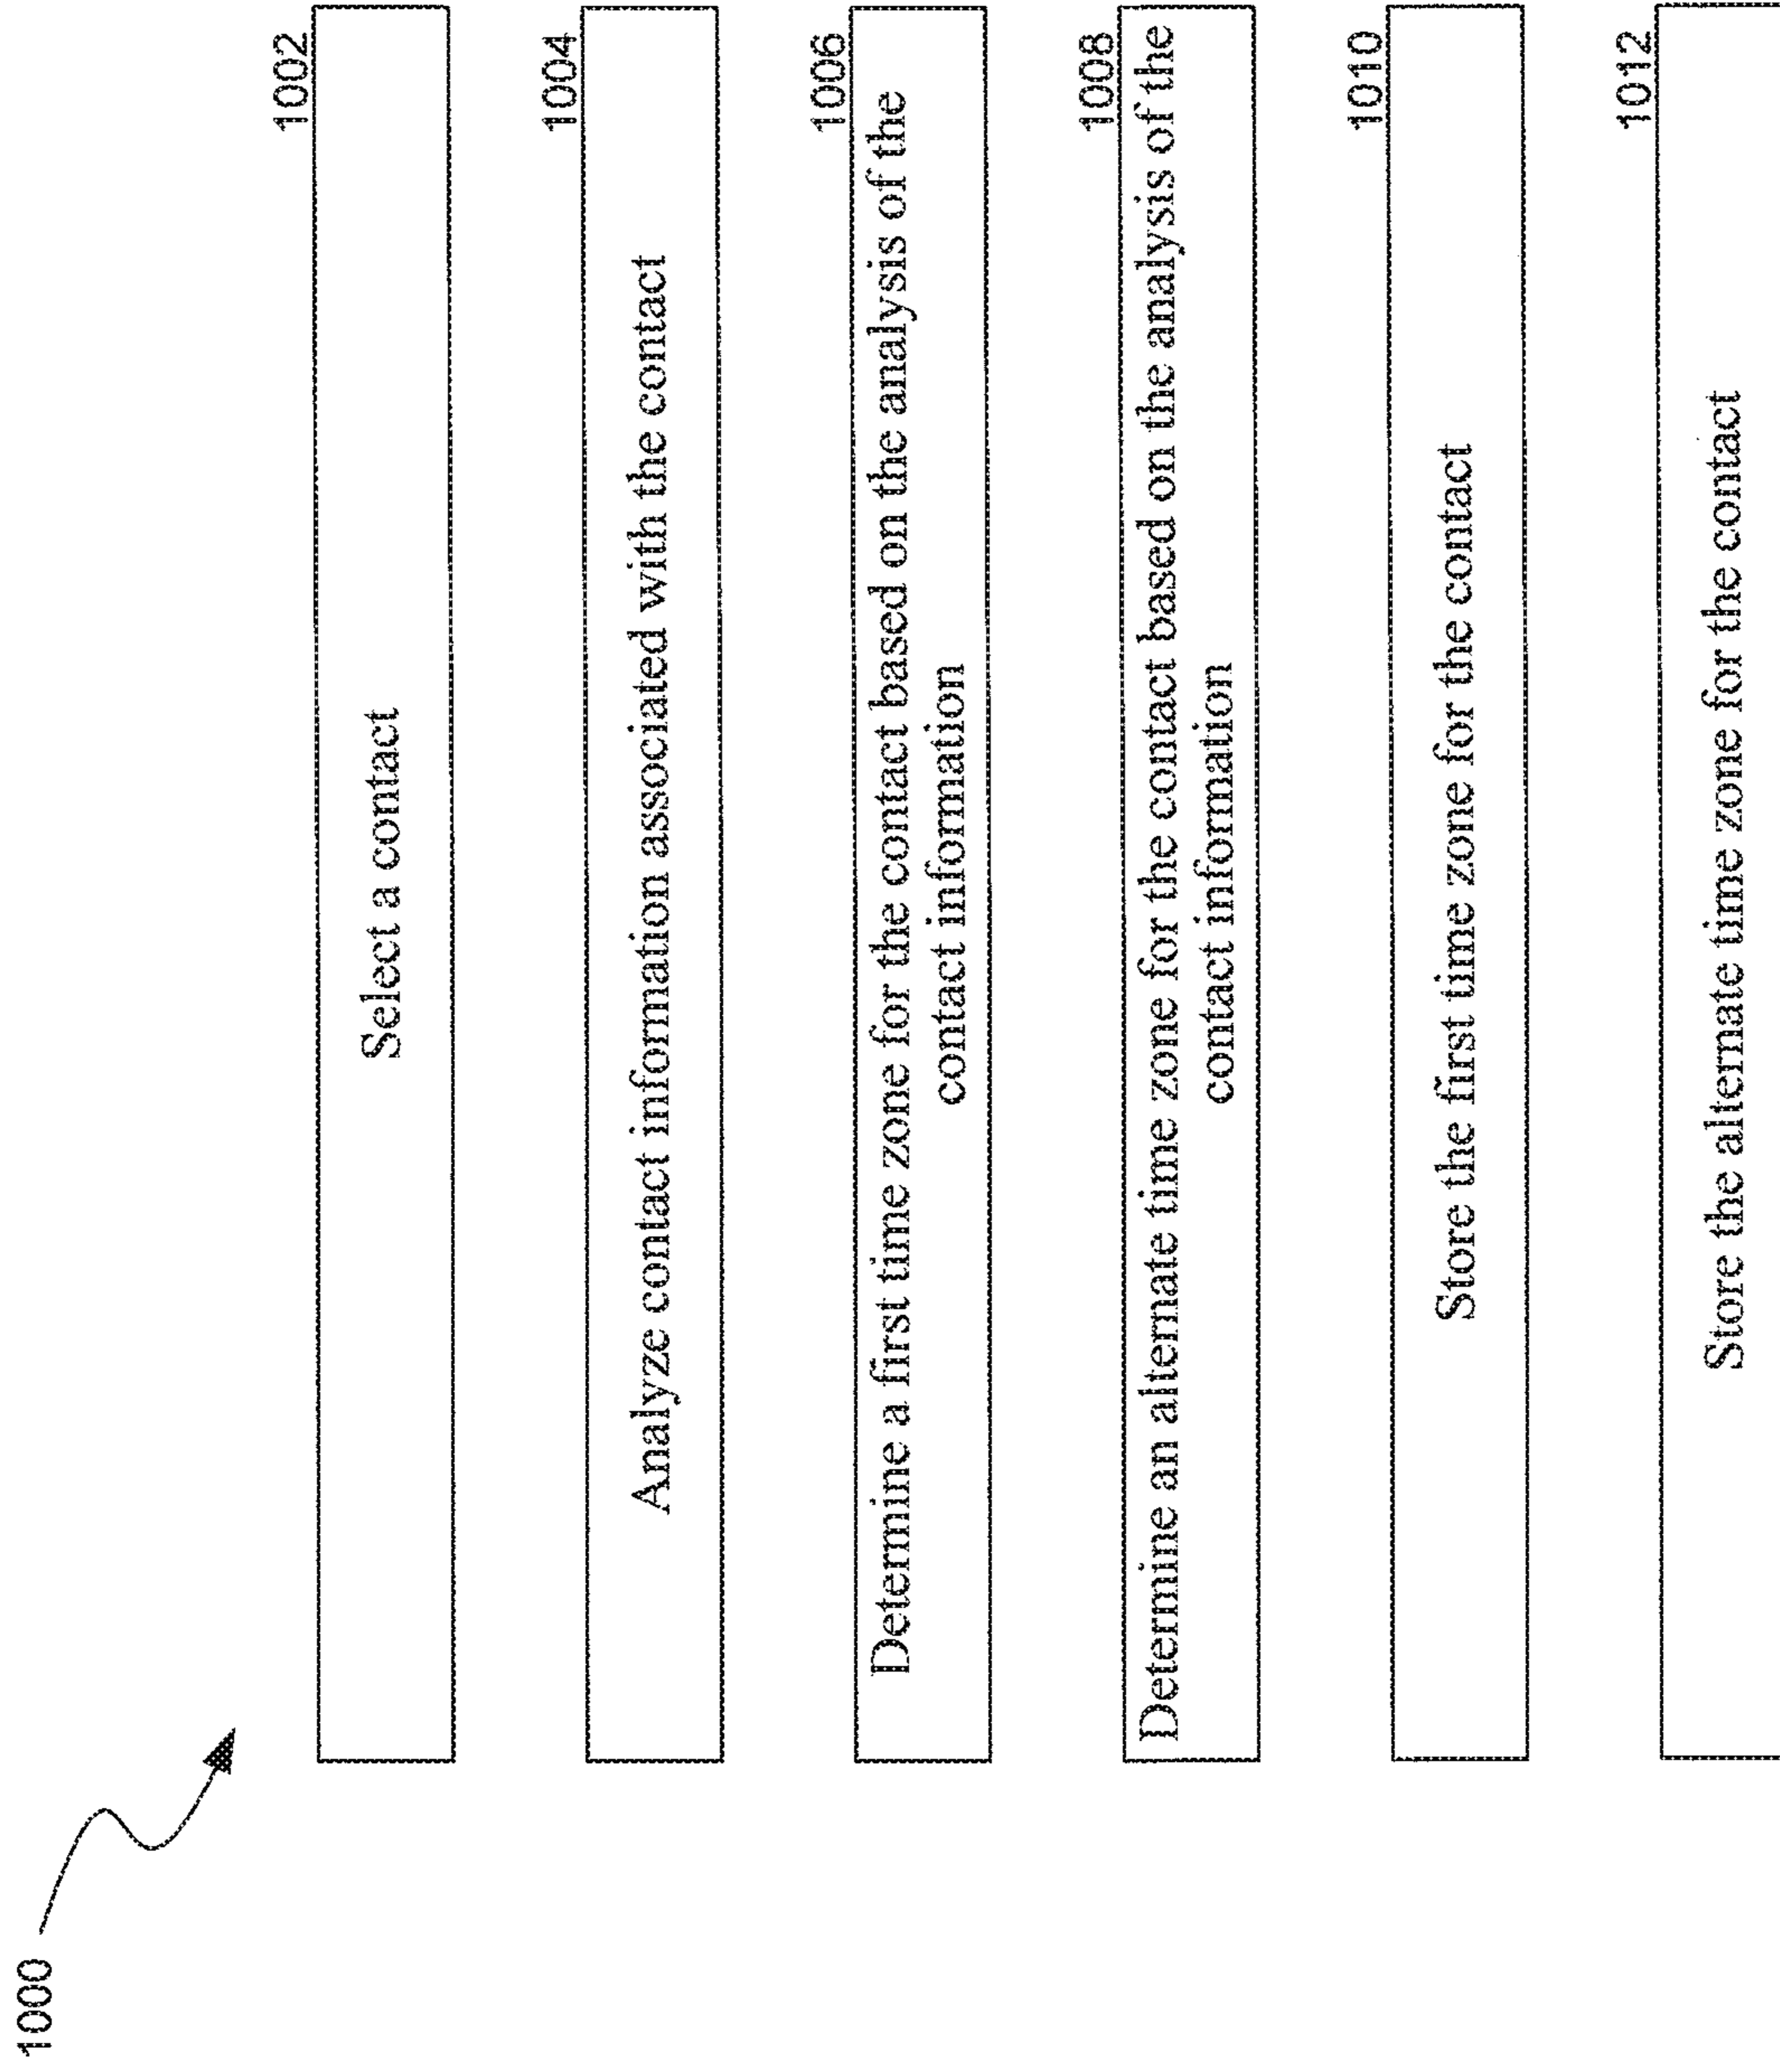 1000
1002
Select a contact
1004
Analyze contact information associated with the contact
1006
Determine a first time zone for the contact based on the analysis of the
contact information
1008
Determine an alternate time zone for the contact based on the analysis of the
contact information
1010
Store the first time zone for the contact
1012
Store the alternate time zone for the contact